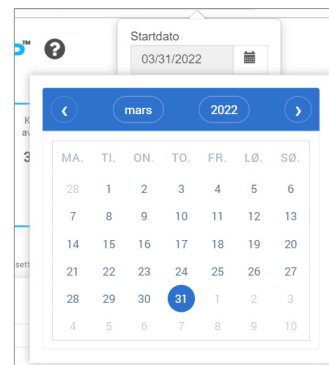 ?
Startdato
03/31/2022
mars 2022
MA. TI. ON. TO. FR. LØ. SØ.
28 1 2 3 4 5 6
7 8 9 10 11 12 13
14 15 16 17 18 19 20
21 22 23 24 25 26 27
28 29 30 31 1 2 3
4 5 6 7 8 9 10